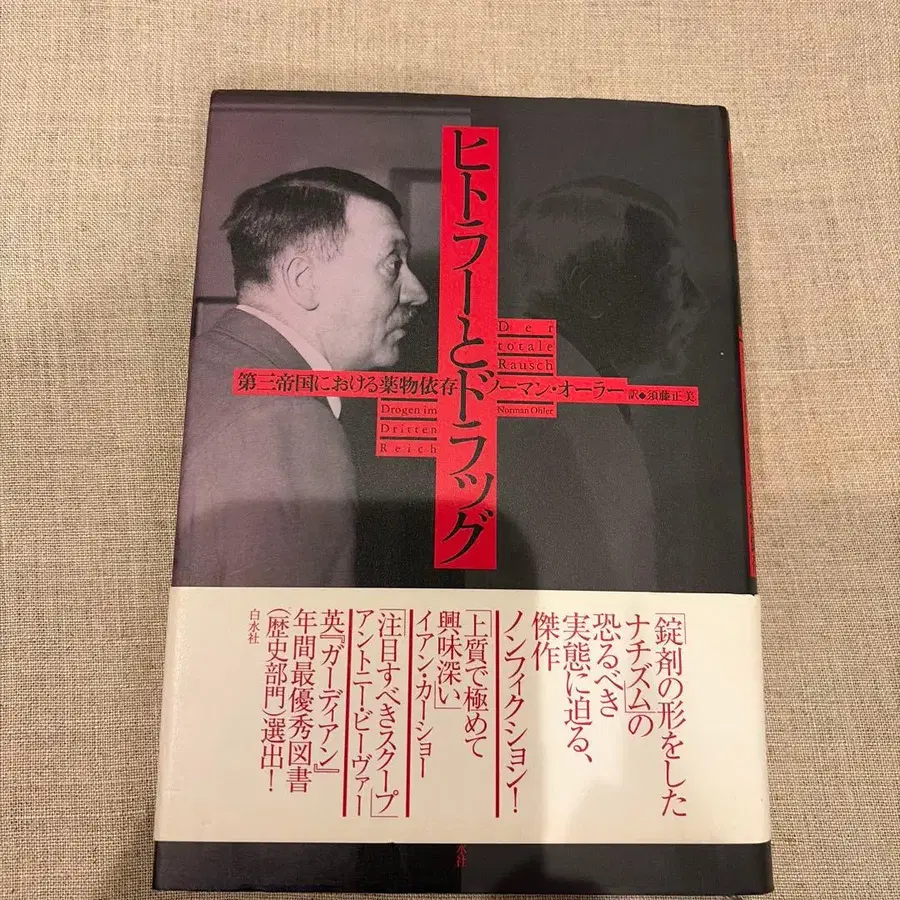 ヒトラーとドラッグ
第三帝国における薬物依存
ノーマン・オーラー 訳◆須藤正美
Der
totale
Rausch
Drogen im
Dritten
Reich
Norman Ohler
「錠剤の形をした
ナチズム」の
恐るべき
実態に迫る、
傑作
ノンフィクション!
「上質で極めて
興味深い」
イアン・カーショー
「注目すべきスクープ」
アントニー・ビーヴァー
英『ガーディアン』
年間最優秀図書
(歴史部門)選出!
白水社
水社